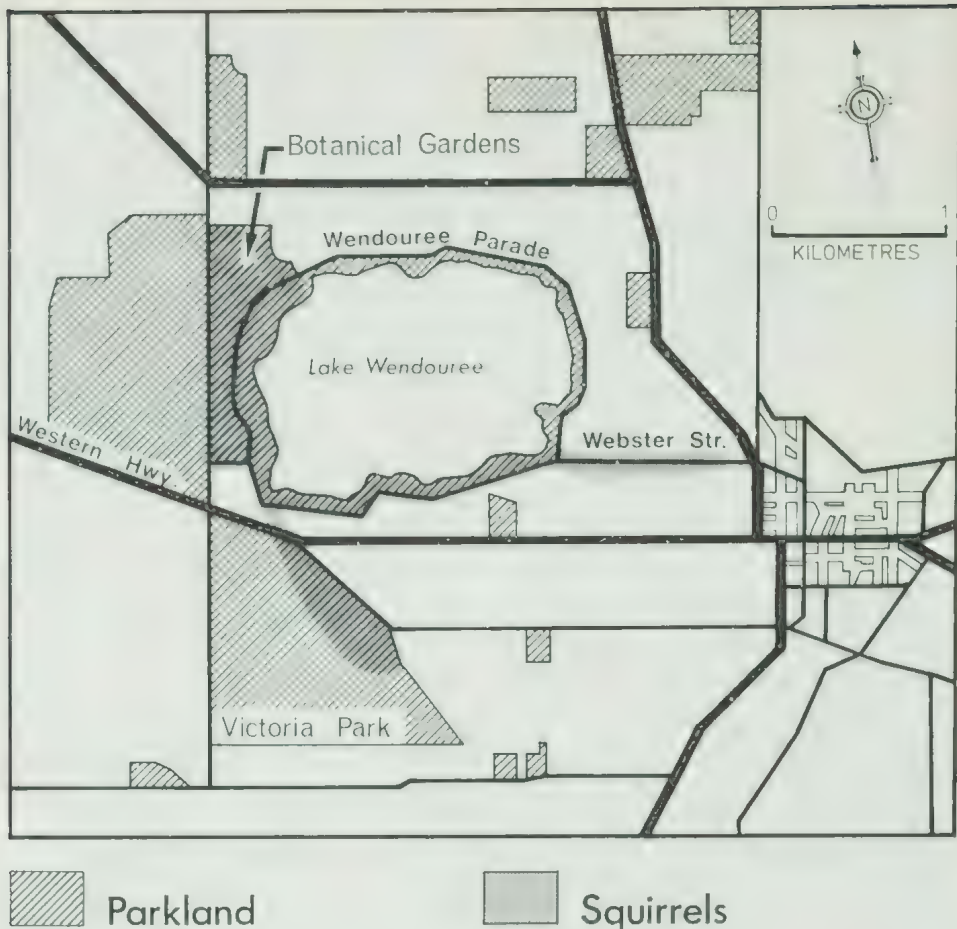 N
Botanical Gardens
0 1
KILOMETRES
Wendouree Parade
Lake Wendouree
Western Hwy.
Webster Str.
Victoria Park
Parkland
Squirrels